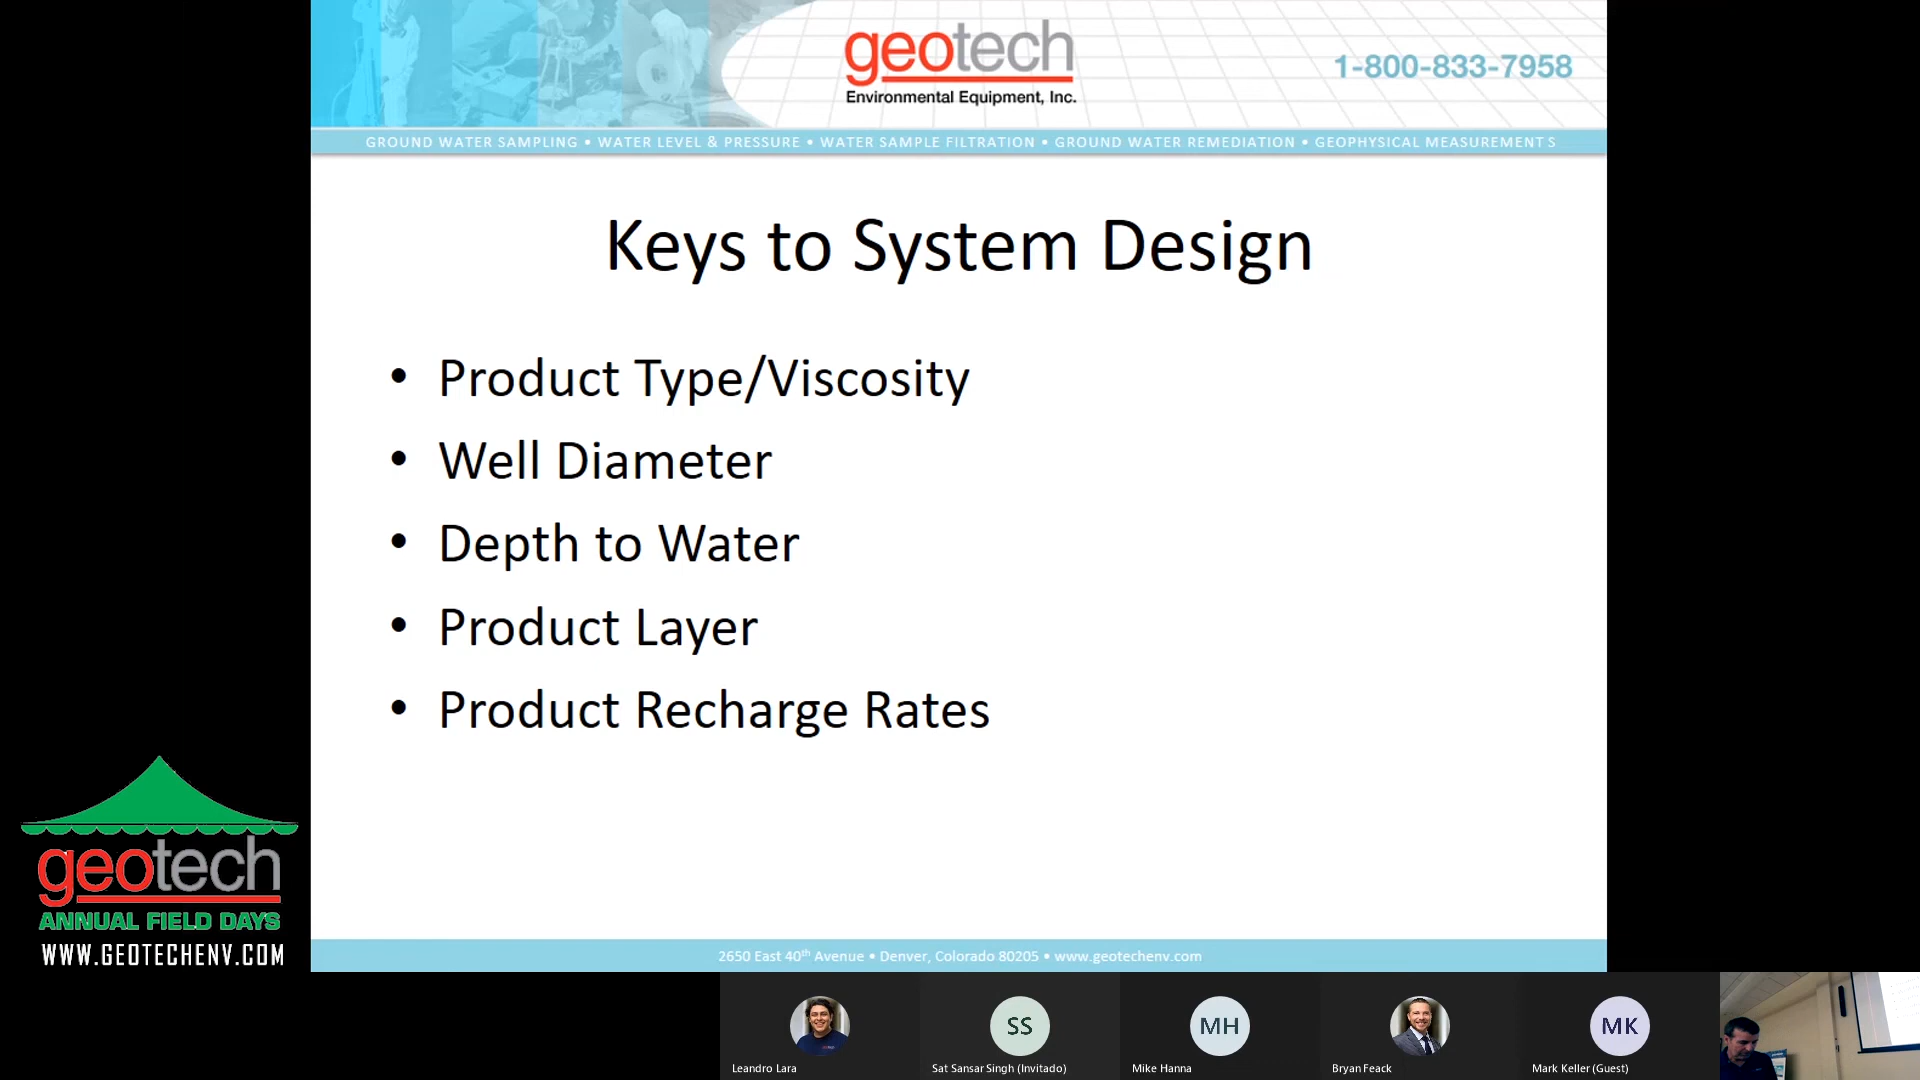 geotech
Environmental Equipment, Inc.
1-800-833-7958
GROUND WATER SAMPLING • WATER LEVEL & PRESSURE • WATER SAMPLE FILTRATION • GROUND WATER REMEDIATION • GEOPHYSICAL MEASUREMENTS
Keys to System Design
• Product Type/Viscosity
• Well Diameter
• Depth to Water
• Product Layer
• Product Recharge Rates
geotech
ANNUAL FIELD DAYS
WWW.GEOTECHENV.COM
2650 East 40th Avenue • Denver, Colorado 80205 • www.geotechenv.com
SS
MH
MK
Leandro Lara
Sat Sansar Singh (Invitado)
Mike Hanna
Bryan Feack
Mark Keller (Guest)